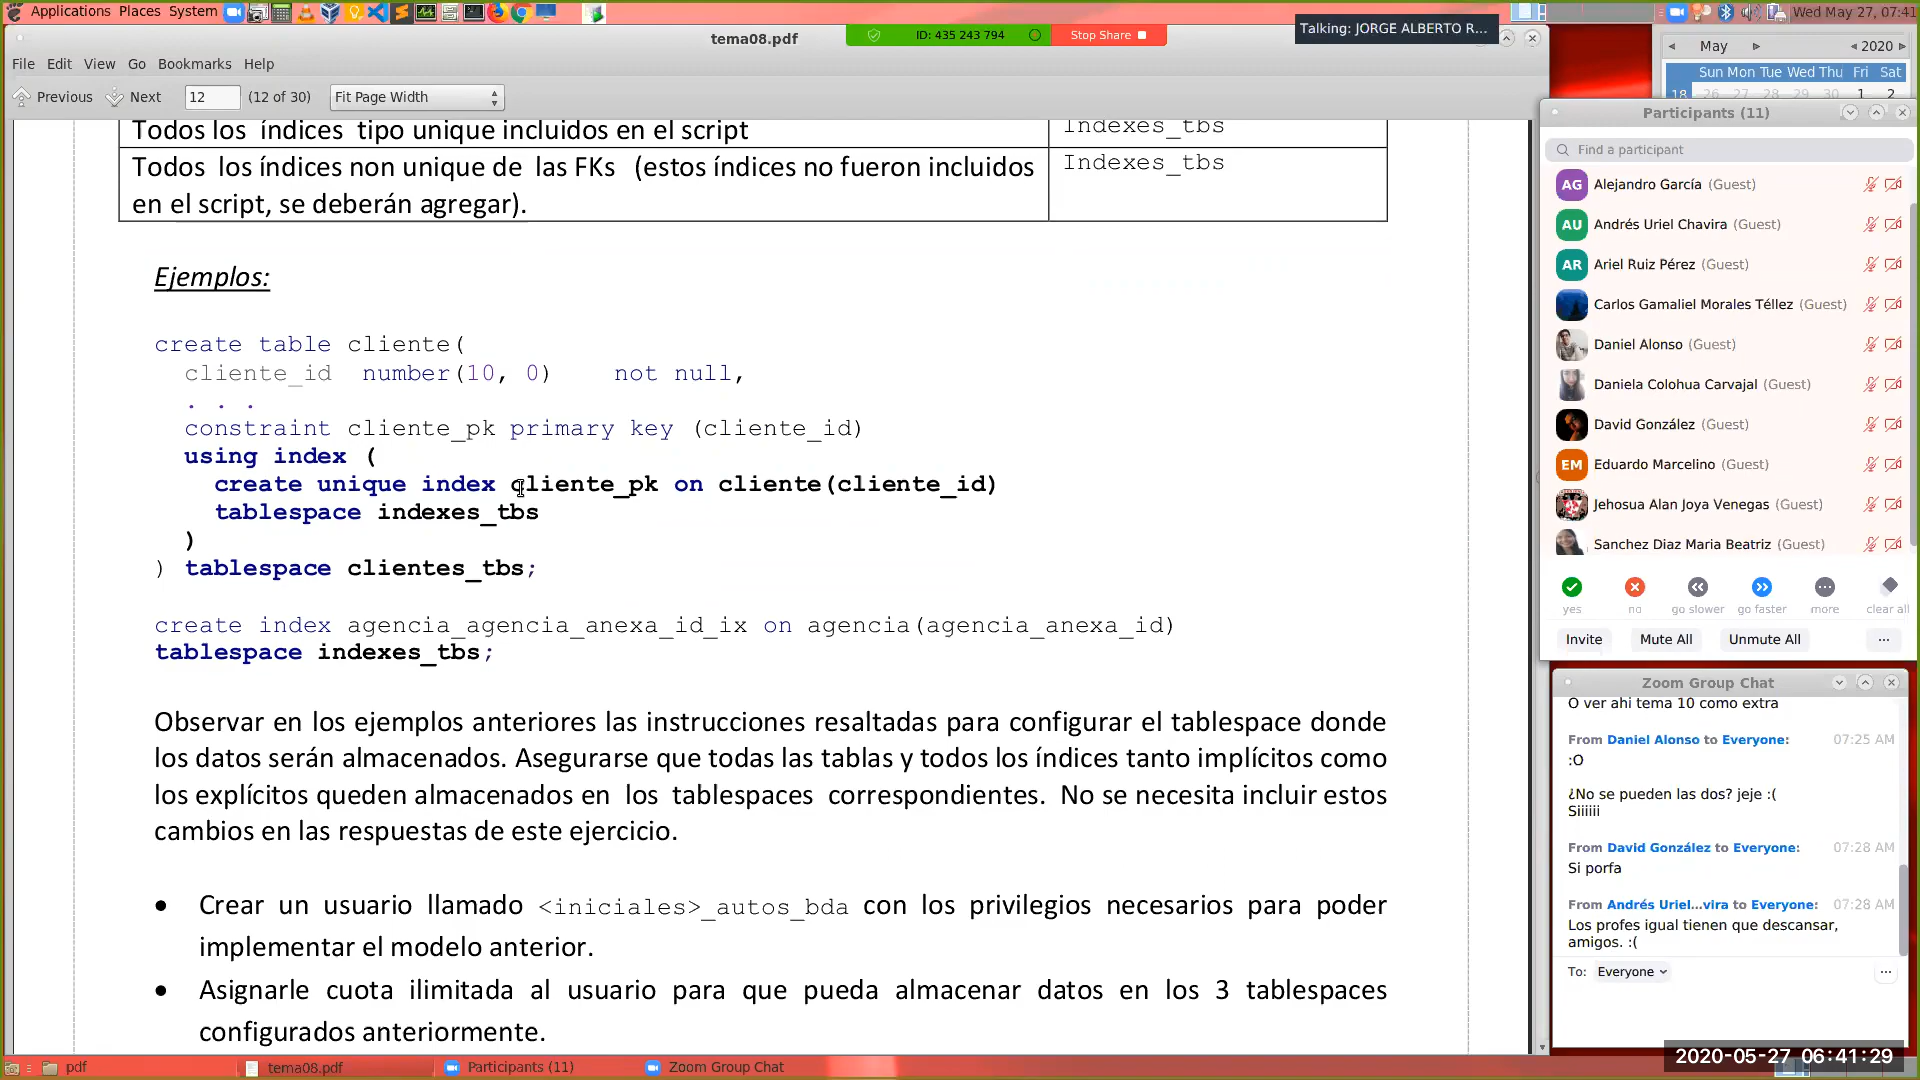 Applications Places System
Wed May 27, 07:41
tema08.pdf
ID: 435 243 794
Stop Share
Talking: JORGE ALBERTO R...
File Edit View Go Bookmarks Help
Previous Next 12 (12 of 30) Fit Page Width
Todos los índices tipo unique incluidos en el script
Indexes_tbs
Todos los índices non unique de las FKs (estos índices no fueron incluidos
en el script, se deberán agregar).
Indexes_tbs
Ejemplos:
create table cliente(
cliente_id number(10, 0) not null,
. . .
constraint cliente_pk primary key (cliente_id)
using index (
create unique index cliente_pk on cliente(cliente_id)
tablespace indexes_tbs
)
) tablespace clientes_tbs;
create index agencia_agencia_anexa_id_ix on agencia(agencia_anexa_id)
tablespace indexes_tbs;
Observar en los ejemplos anteriores las instrucciones resaltadas para configurar el tablespace donde
los datos serán almacenados. Asegurarse que todas las tablas y todos los índices tanto implícitos como
los explícitos queden almacenados en los tablespaces correspondientes. No se necesita incluir estos
cambios en las respuestas de este ejercicio.
• Crear un usuario llamado <iniciales>_autos_bda con los privilegios necesarios para poder
implementar el modelo anterior.
• Asignarle cuota ilimitada al usuario para que pueda almacenar datos en los 3 tablespaces
configurados anteriormente.
May 2020
Sun Mon Tue Wed Thu Fri Sat
18 26 27 28 29 30 1 2
Participants (11)
Find a participant
AG Alejandro García (Guest)
AU Andrés Uriel Chavira (Guest)
AR Ariel Ruiz Pérez (Guest)
Carlos Gamaliel Morales Téllez (Guest)
Daniel Alonso (Guest)
Daniela Colohua Carvajal (Guest)
David González (Guest)
EM Eduardo Marcelino (Guest)
Jehosua Alan Joya Venegas (Guest)
Sanchez Diaz Maria Beatriz (Guest)
yes no go slower go faster more clear all
Invite Mute All Unmute All ...
Zoom Group Chat
O ver ahi tema 10 como extra
From Daniel Alonso to Everyone: 07:25 AM
:O
¿No se pueden las dos? jeje :(
Siiiiii
From David González to Everyone: 07:28 AM
Si porfa
From Andrés Uriel...vira to Everyone: 07:28 AM
Los profes igual tienen que descansar,
amigos. :(
To: Everyone ...
2020-05-27 06:41:29
pdf tema08.pdf Participants (11) Zoom Group Chat